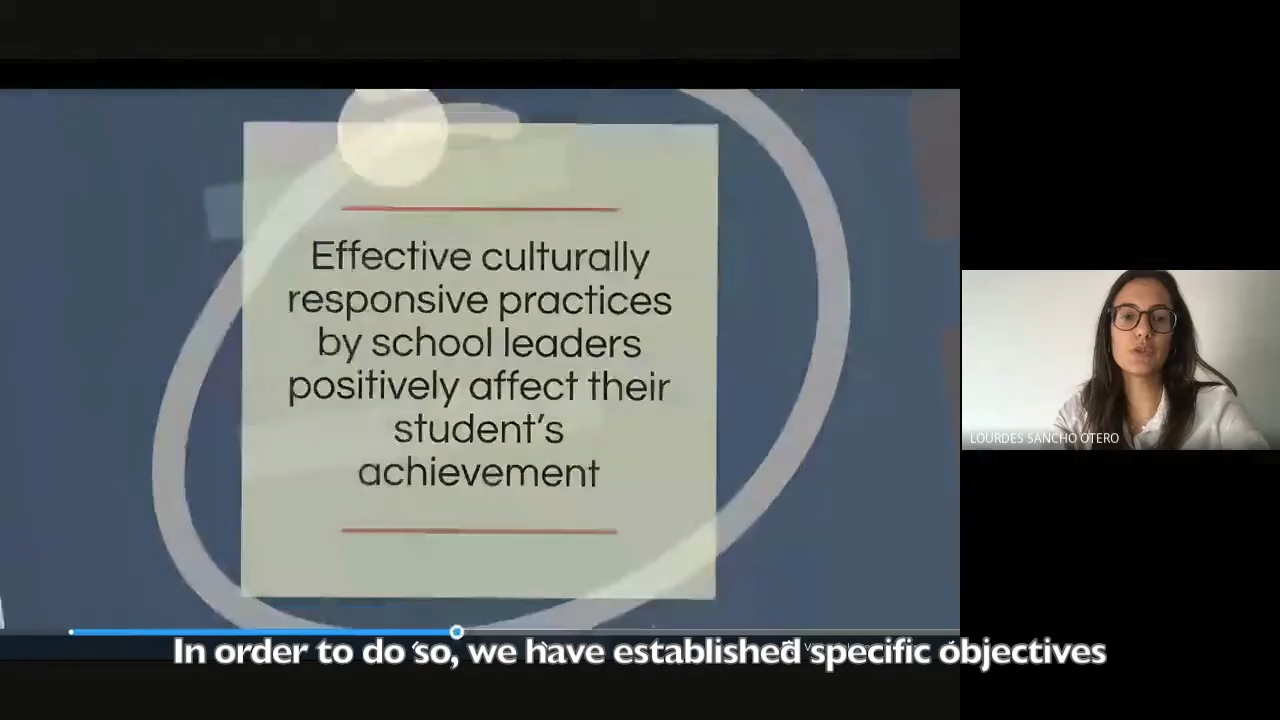 Effective culturally
responsive practices
by school leaders
positively affect their
student's
achievement
LOURDES SANCHO OTERO
In order to do so, we have established specific objectives